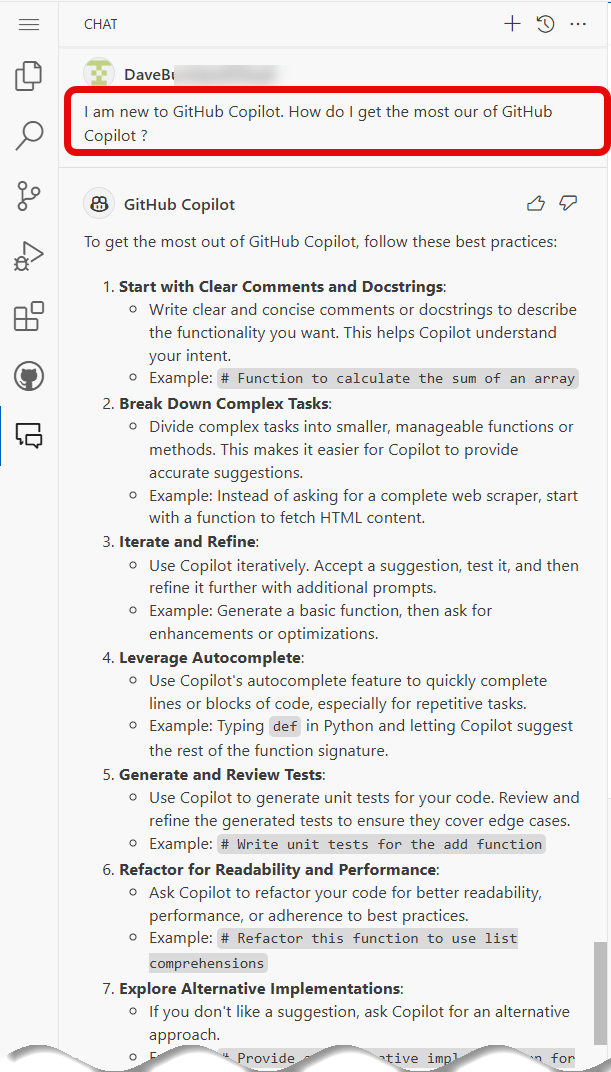 CHAT
DaveBu
I am new to GitHub Copilot. How do I get the most our of GitHub
Copilot ?
GitHub Copilot
To get the most out of GitHub Copilot, follow these best practices:
1. Start with Clear Comments and Docstrings:
Write clear and concise comments or docstrings to describe
the functionality you want. This helps Copilot understand
your intent.
Example: # Function to calculate the sum of an array
2. Break Down Complex Tasks:
Divide complex tasks into smaller, manageable functions or
methods. This makes it easier for Copilot to provide
accurate suggestions.
Example: Instead of asking for a complete web scraper, start
with a function to fetch HTML content.
3. Iterate and Refine:
Use Copilot iteratively. Accept a suggestion, test it, and then
refine it further with additional prompts.
Example: Generate a basic function, then ask for
enhancements or optimizations.
4. Leverage Autocomplete:
Use Copilot's autocomplete feature to quickly complete
lines or blocks of code, especially for repetitive tasks.
Example: Typing def in Python and letting Copilot suggest
the rest of the function signature.
5. Generate and Review Tests:
Use Copilot to generate unit tests for your code. Review and
refine the generated tests to ensure they cover edge cases.
Example: # Write unit tests for the add function
6. Refactor for Readability and Performance:
Ask Copilot to refactor your code for better readability,
performance, or adherence to best practices.
Example: # Refactor this function to use list
comprehensions
7. Explore Alternative Implementations:
If you don't like a suggestion, ask Copilot for an alternative
approach.
# Provide for